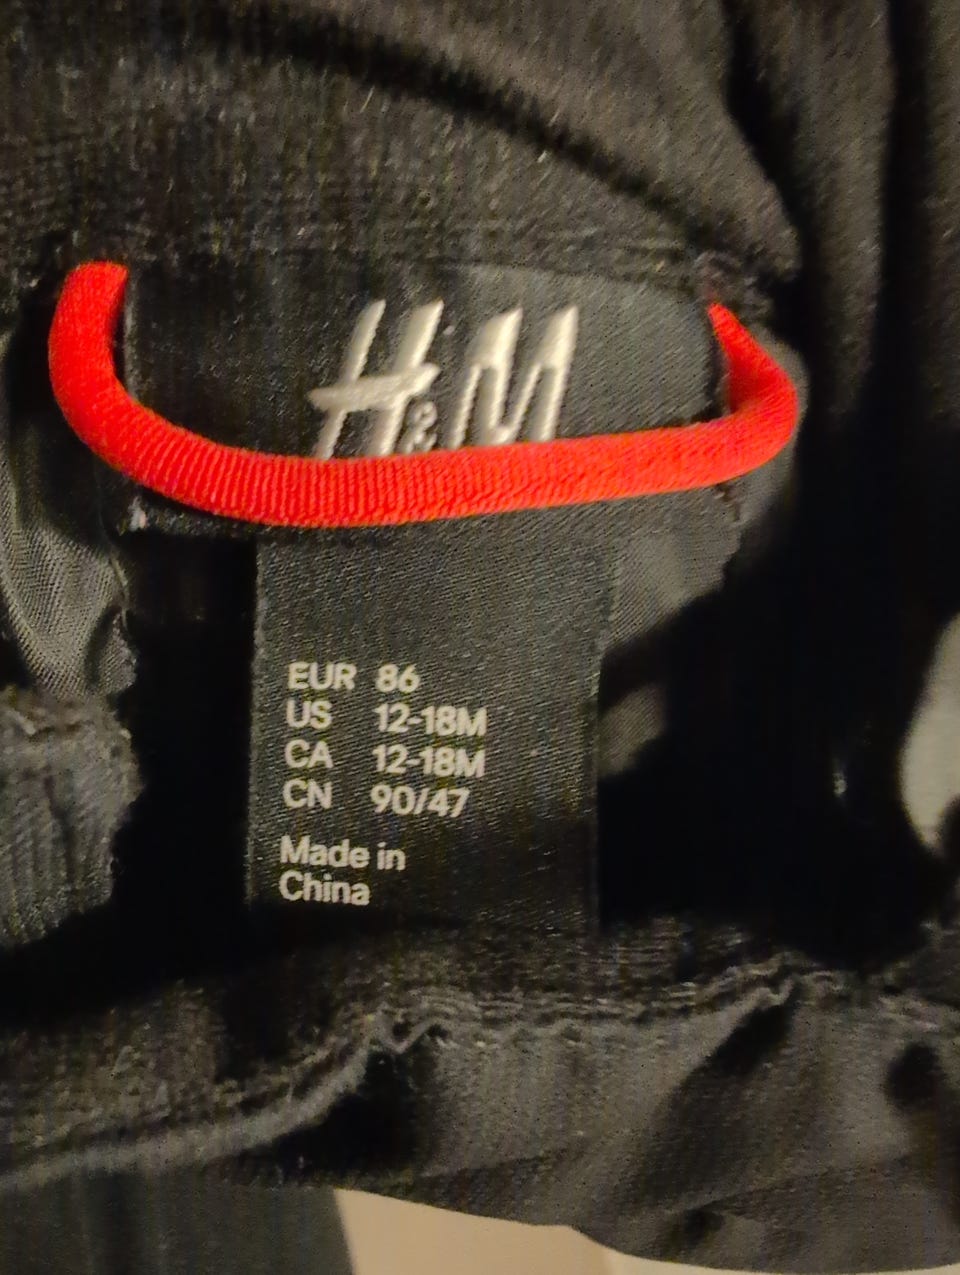 H&M
EUR 86
US 12-18M
CA 12-18M
CN 90/47
Made in
China